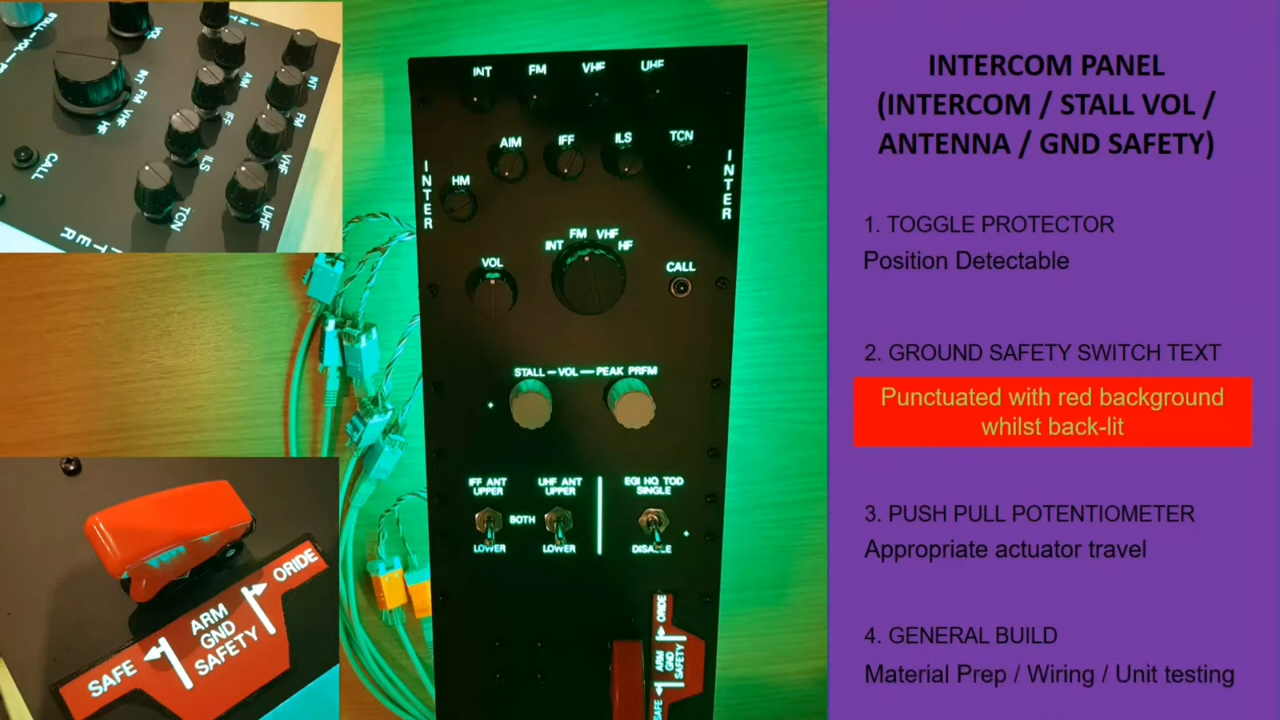 STALL-VOL
VOL
INT
INT
FM
VHF
HF
AIM
IFF
ILS
TCN
INT
FM
VHF
UHF
CALL
SAFE
ARM
GND
SAFETY
ORIDE
INT FM VHF UHF
AIM IFF ILS TCN
INTER
INTER
HM
INT FM VHF HF
VOL
CALL
STALL-VOL-PEAK PRFM
IFF ANT
UPPER
UHF ANT
UPPER
EGI HQ TOD
SINGLE
BOTH
LOWER
LOWER
DISABLE
SAFE
ARM
GND
SAFETY
ORIDE
INTERCOM PANEL
(INTERCOM / STALL VOL /
ANTENNA / GND SAFETY)
1. TOGGLE PROTECTOR
Position Detectable
2. GROUND SAFETY SWITCH TEXT
Punctuated with red background
whilst back-lit
3. PUSH PULL POTENTIOMETER
Appropriate actuator travel
4. GENERAL BUILD
Material Prep / Wiring / Unit testing